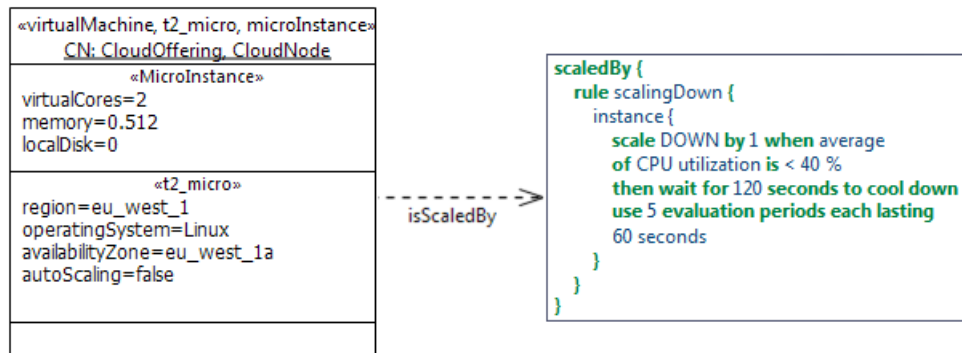 «virtualMachine, t2_micro, microInstance»
CN: CloudOffering, CloudNode
«MicroInstance»
virtualCores=2
memory=0.512
localDisk=0
«t2_micro»
region=eu_west_1
operatingSystem=Linux
availabilityZone=eu_west_1a
autoScaling=false
isScaledBy
scaledBy {
rule scalingDown {
instance {
scale DOWN by 1 when average
of CPU utilization is < 40 %
then wait for 120 seconds to cool down
use 5 evaluation periods each lasting
60 seconds
}
}
}